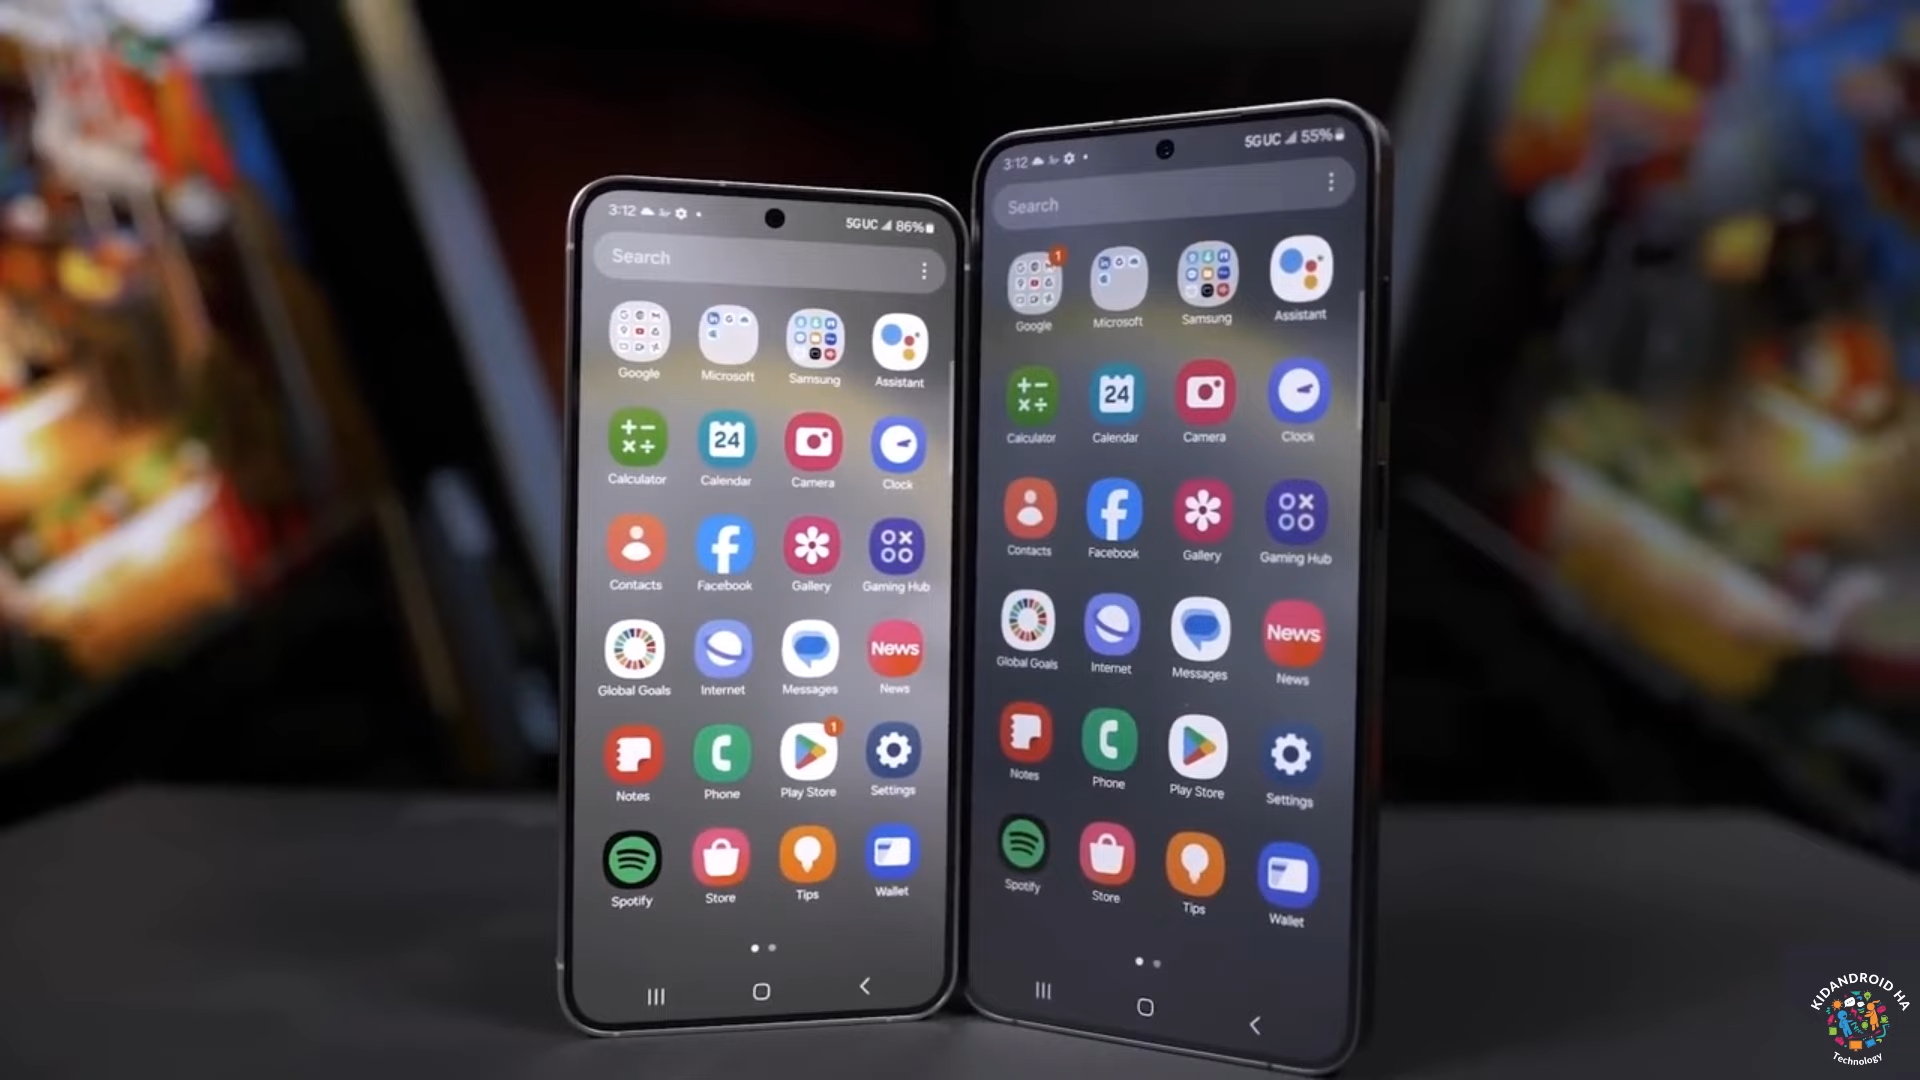 3:12
5G UC 86%
Search
Google Microsoft Samsung Assistant
Calculator Calendar Camera Clock
24
Contacts Facebook Gallery Gaming Hub
News
Global Goals Internet Messages News
1
Notes Phone Play Store Settings
Spotify Store Tips Wallet
3:12
5G UC 55%
Search
1
Google Microsoft Samsung Assistant
24
Calculator Calendar Camera Clock
Contacts Facebook Gallery Gaming Hub
News
Global Goals Internet Messages News
Notes Phone Play Store Settings
Spotify Store Tips Wallet
KIDANDROID HA
Technology